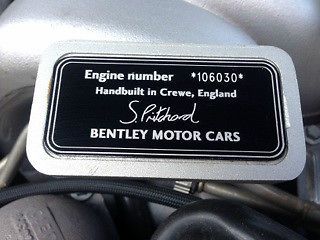 Engine number *106030*
Handbuilt in Crewe, England
S. Pritchard
BENTLEY MOTOR CARS